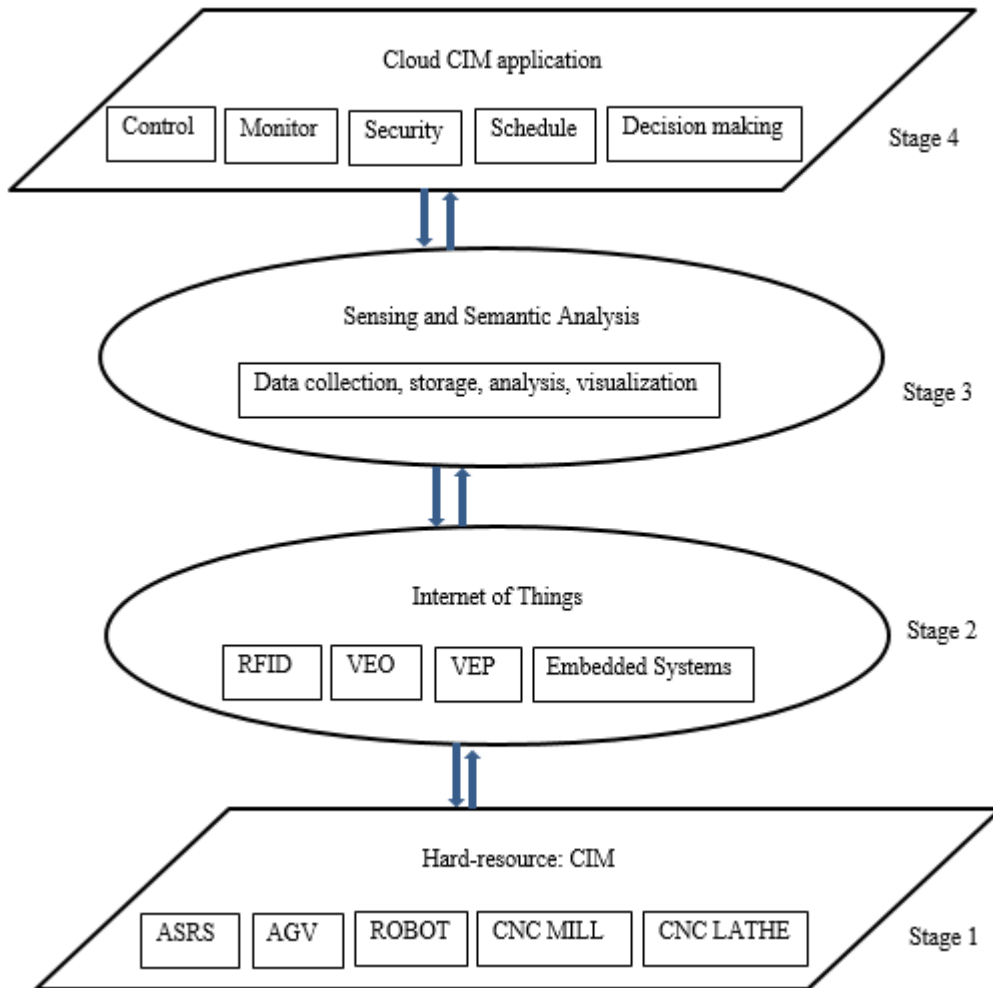 Cloud CIM application
Control
Monitor
Security
Schedule
Decision making
Stage 4
Sensing and Semantic Analysis
Data collection, storage, analysis, visualization
Stage 3
Internet of Things
RFID
VEO
VEP
Embedded Systems
Stage 2
Hard-resource: CIM
ASRS
AGV
ROBOT
CNC MILL
CNC LATHE
Stage 1